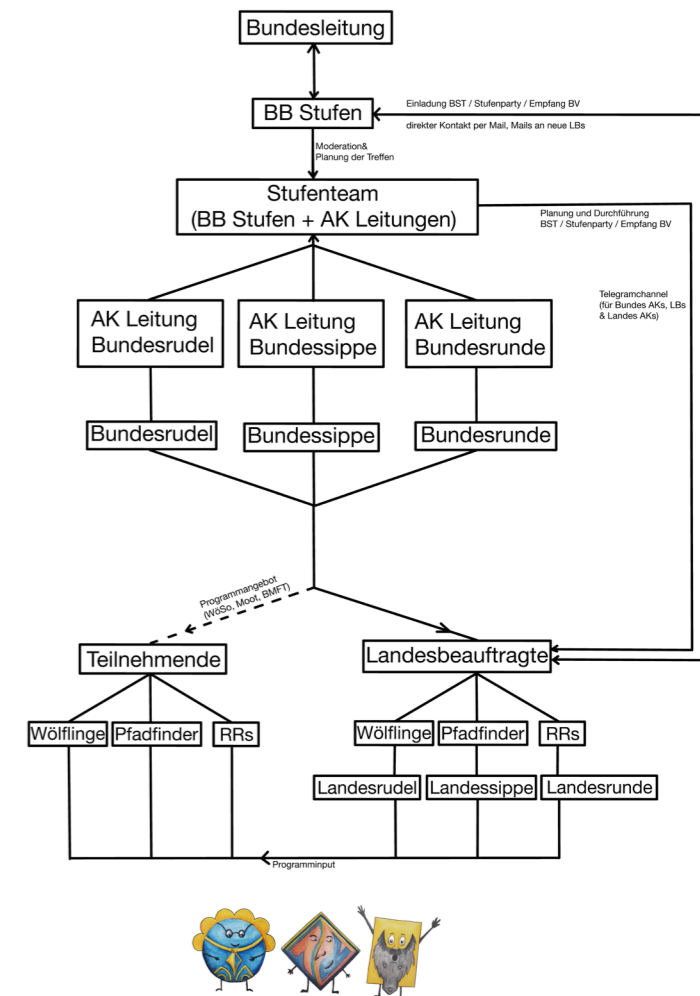 Bundesleitung
BB Stufen
Einladung BST / Stufenparty / Empfang BV
direkter Kontakt per Mail, Mails an neue LBs
Moderation&
Planung der Treffen
Stufenteam
(BB Stufen + AK Leitungen)
Planung und Durchführung
BST / Stufenparty / Empfang BV
Telegramchannel
(für Bundes AKs, LBs
& Landes AKs)
AK Leitung
Bundesrudel
AK Leitung
Bundessippe
AK Leitung
Bundesrunde
Bundesrudel
Bundessippe
Bundesrunde
Programmangebot
(WöSo, Moot, BMFT)
Teilnehmende
Landesbeauftragte
Wölflinge
Pfadfinder
RRs
Wölflinge
Pfadfinder
RRs
Landesrudel
Landessippe
Landesrunde
Programminput